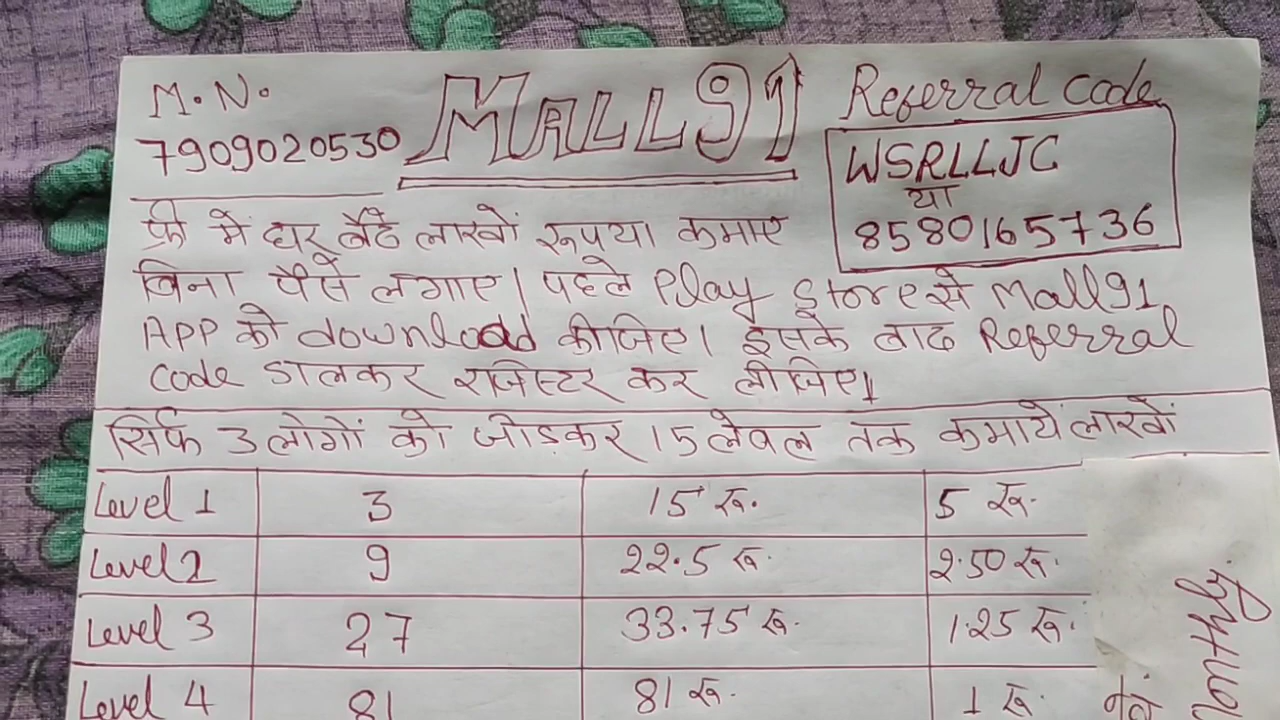 M.N. MALL91 Referral Code
7909020530 WSRLLJC
या
8580165736
फ्री में घर बैठे लाखों रूपया कमाए
बिना पैसे लगाए। पहले Play Store से Mall91
APP को download कीजिए। इसके बाद Referral
Code डालकर रजिस्टर कर लीजिए।
सिर्फ 3 लोगों को जोड़कर 15 लेवल तक कमाये लाखों
Level 1 3 15 रू. 5 रू.
Level 2 9 22.5 रू. 2.50 रू.
Level 3 27 33.75 रू. 1.25 रू.
Level 4 81 81 रू. 1 रू.